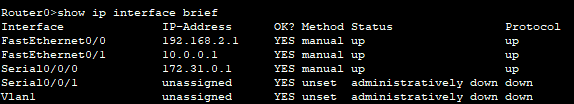 Router0>show ip interface brief
Interface IP-Address OK? Method Status Protocol
FastEthernet0/0 192.168.2.1 YES manual up up
FastEthernet0/1 10.0.0.1 YES manual up up
Serial0/0/0 172.31.0.1 YES manual up up
Serial0/0/1 unassigned YES unset administratively down down
Vlan1 unassigned YES unset administratively down down